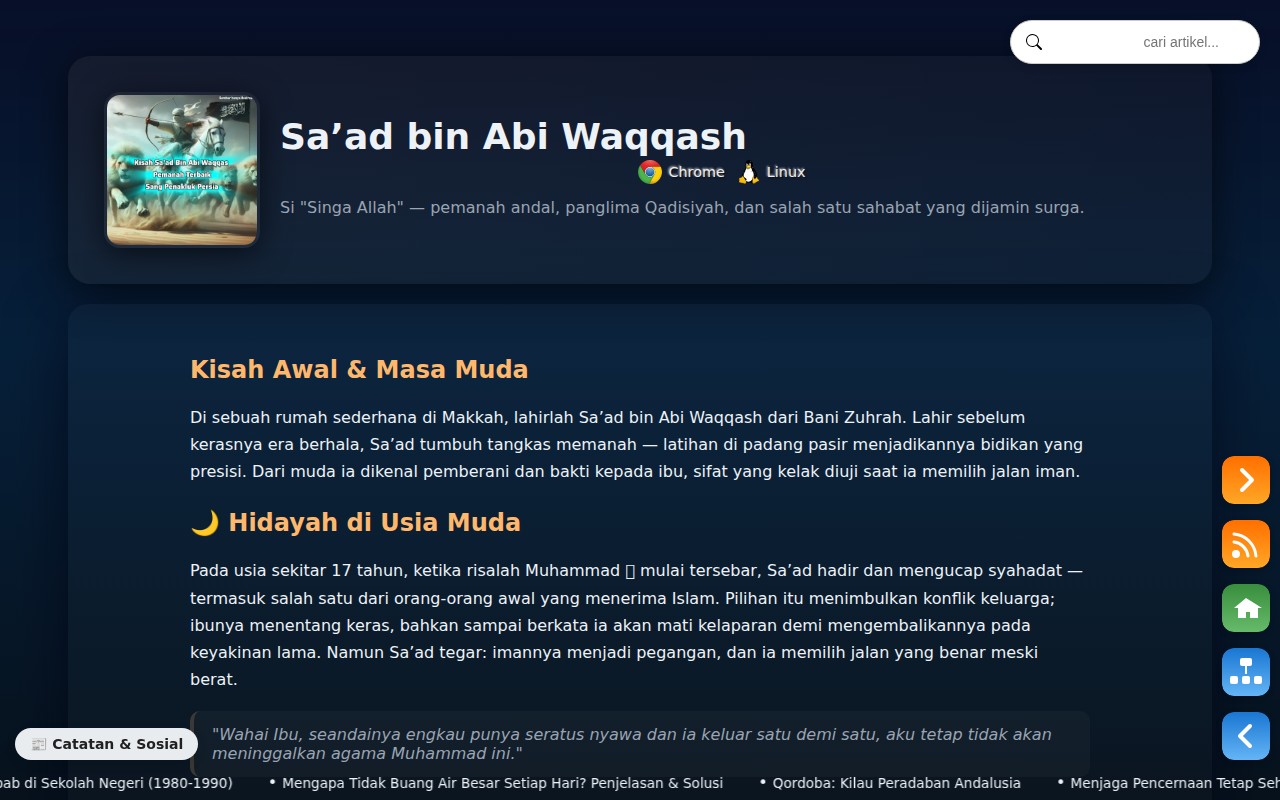 cari artikel...
Kisah Sa'ad Bin Abi Waqqas
Pemanah Terbaik
Sang Penakluk Persia
Sa’ad bin Abi Waqqash
Chrome Linux
Si "Singa Allah" — pemanah andal, panglima Qadisiyah, dan salah satu sahabat yang dijamin surga.
Kisah Awal & Masa Muda
Di sebuah rumah sederhana di Makkah, lahirlah Sa’ad bin Abi Waqqash dari Bani Zuhrah. Lahir sebelum
kerasnya era berhala, Sa’ad tumbuh tangkas memanah — latihan di padang pasir menjadikannya bidikan yang
presisi. Dari muda ia dikenal pemberani dan bakti kepada ibu, sifat yang kelak diuji saat ia memilih jalan iman.
🌙 Hidayah di Usia Muda
Pada usia sekitar 17 tahun, ketika risalah Muhammad mulai tersebar, Sa’ad hadir dan mengucap syahadat —
termasuk salah satu dari orang-orang awal yang menerima Islam. Pilihan itu menimbulkan konflik keluarga;
ibunya menentang keras, bahkan sampai berkata ia akan mati kelaparan demi mengembalikannya pada
keyakinan lama. Namun Sa’ad tegar: imannya menjadi pegangan, dan ia memilih jalan yang benar meski
berat.
"Wahai Ibu, seandainya engkau punya seratus nyawa dan ia keluar satu demi satu, aku tetap tidak akan
meninggalkan agama Muhammad ini."
📰 Catatan & Sosial
bab di Sekolah Negeri (1980-1990) • Mengapa Tidak Buang Air Besar Setiap Hari? Penjelasan & Solusi • Qordoba: Kilau Peradaban Andalusia • Menjaga Pencernaan Tetap Seh